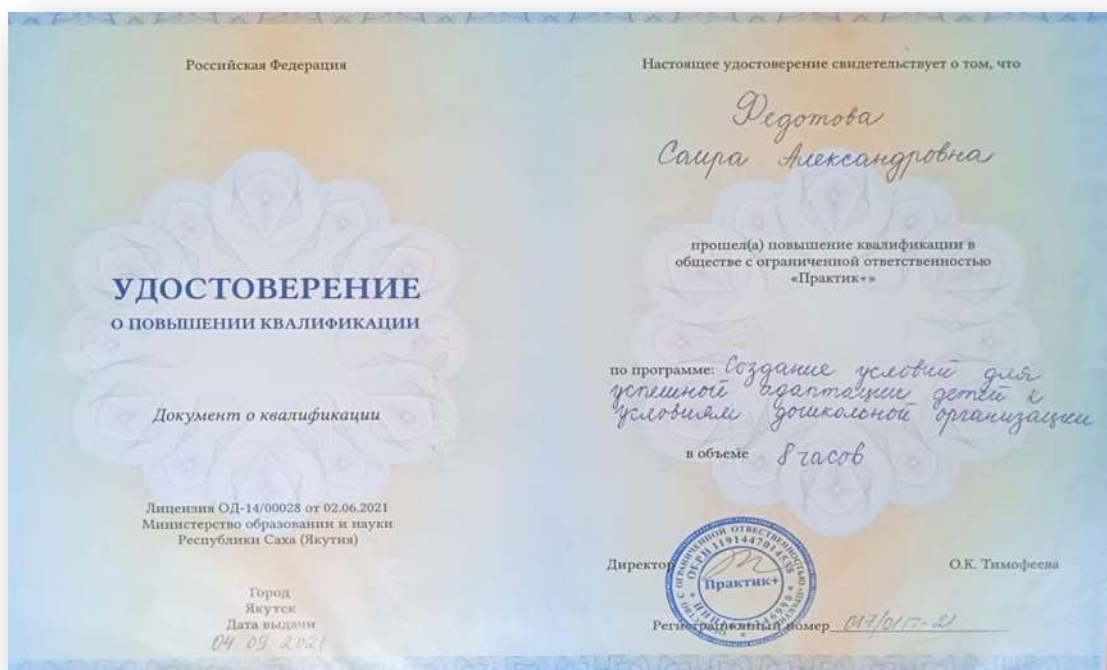 Российская Федерация
УДОСТОВЕРЕНИЕ
О ПОВЫШЕНИИ КВАЛИФИКАЦИИ
Документ о квалификации
Лицензия ОД-14/00028 от 02.06.2021
Министерство образовании и науки
Республики Саха (Якутия)
Город
Якутск
Дата выдачи
04.09.2021
Настоящее удостоверение свидетельствует о том, что
Федотова
Саира Александровна
прошел(а) повышение квалификации в
обществе с ограниченной ответственностью
«Практик+»
по программе: Создание условий для
успешной адаптации детей к
условиям дошкольной организации
в объеме 8 часов
Директор
О.К. Тимофеева
Практик+
Регистрационный номер 017/01П-21